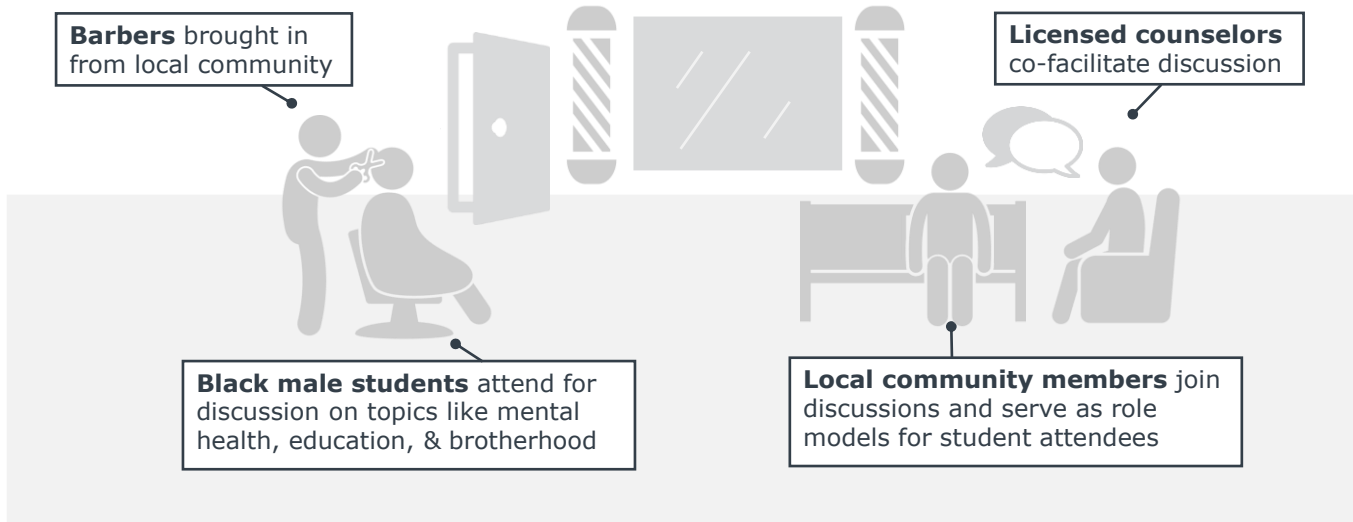 Barbers brought in
from local community
Licensed counselors
co-facilitate discussion
Black male students attend for
discussion on topics like mental
health, education, & brotherhood
Local community members join
discussions and serve as role
models for student attendees